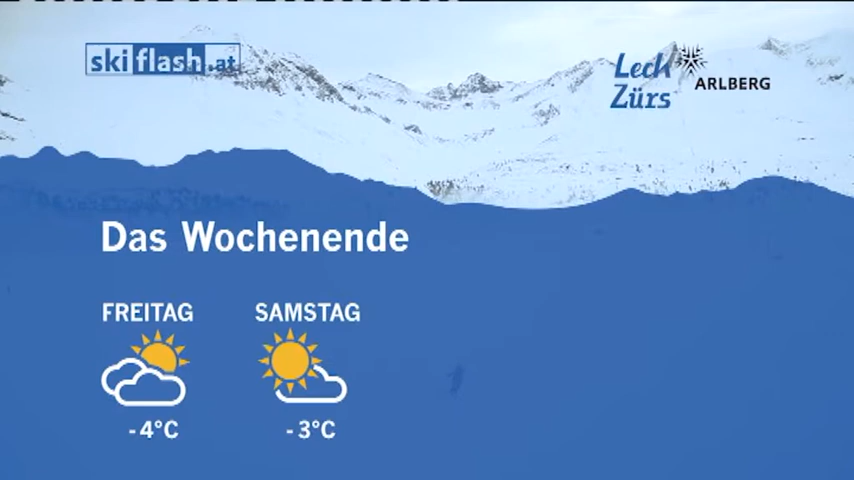 skiflash.at
Lech
Zürs
ARLBERG
Das Wochenende
FREITAG SAMSTAG
-4°C -3°C